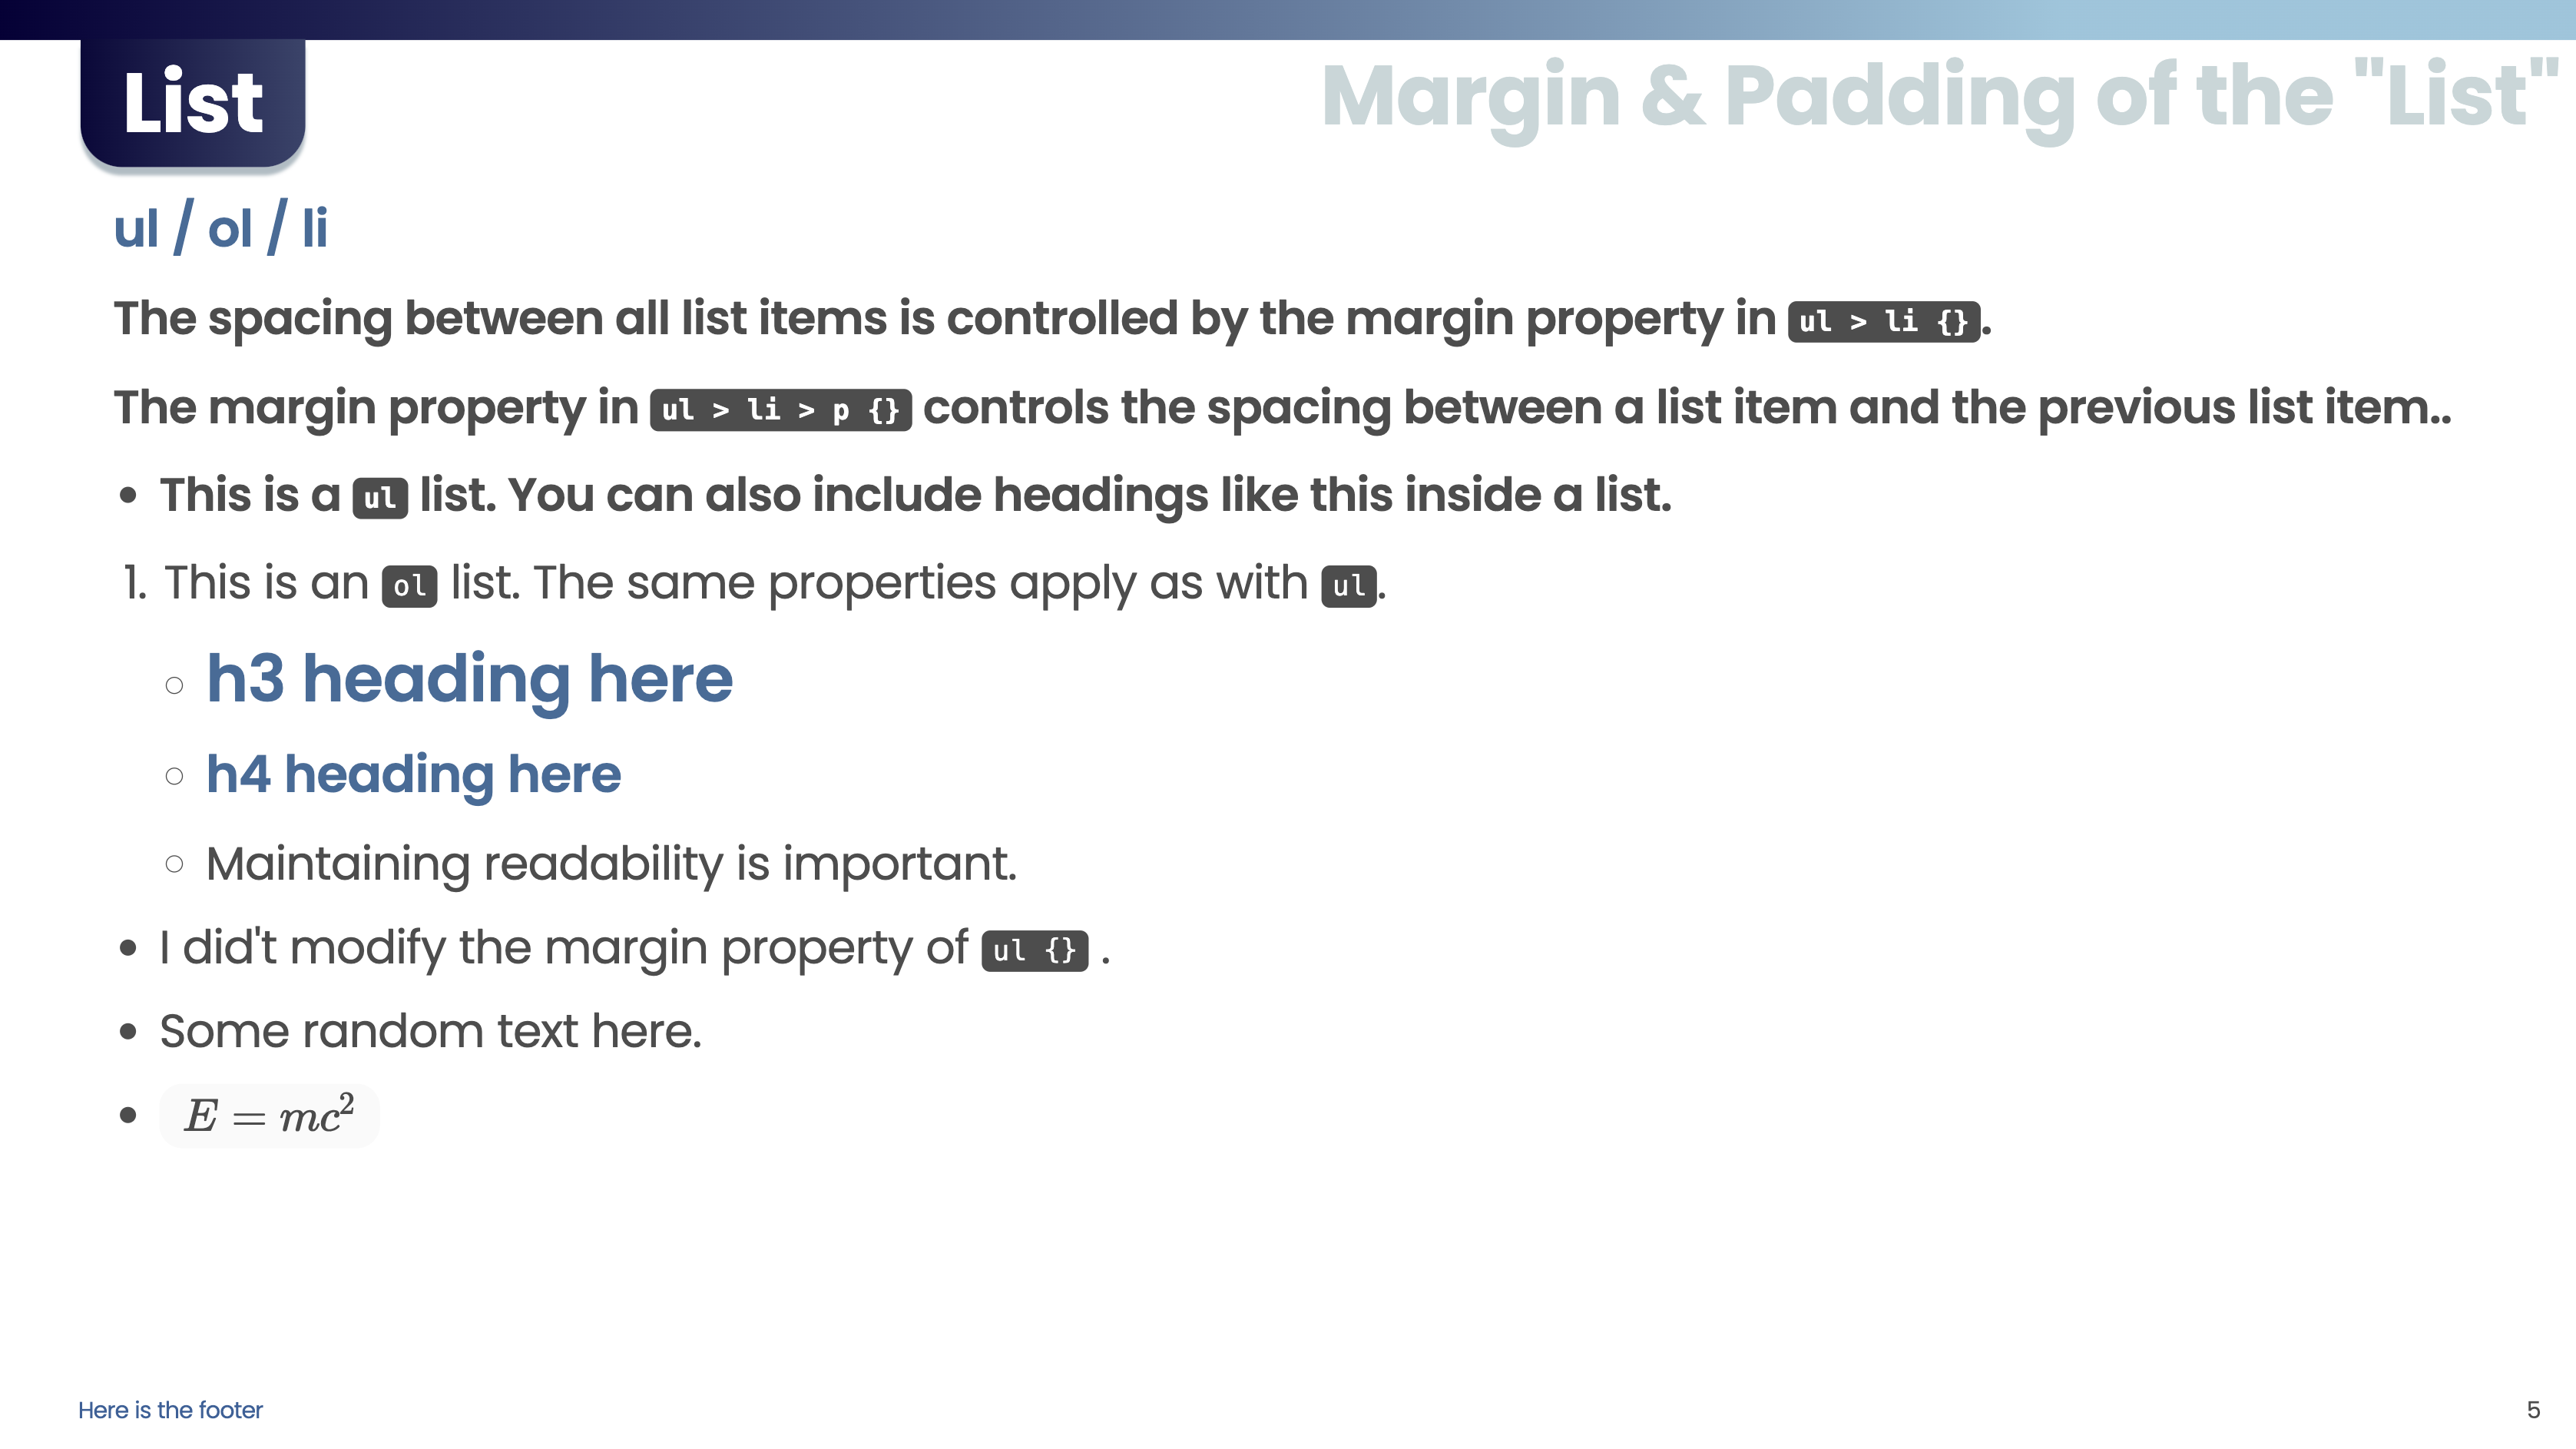 List
Margin & Padding of the "List"
ul / ol / li
The spacing between all list items is controlled by the margin property in ul > li {}.
The margin property in ul > li > p {} controls the spacing between a list item and the previous list item..
• This is a ul list. You can also include headings like this inside a list.
1. This is an ol list. The same properties apply as with ul.
○ h3 heading here
○ h4 heading here
○ Maintaining readability is important.
• I did't modify the margin property of ul {} .
• Some random text here.
• E = mc²
Here is the footer
5